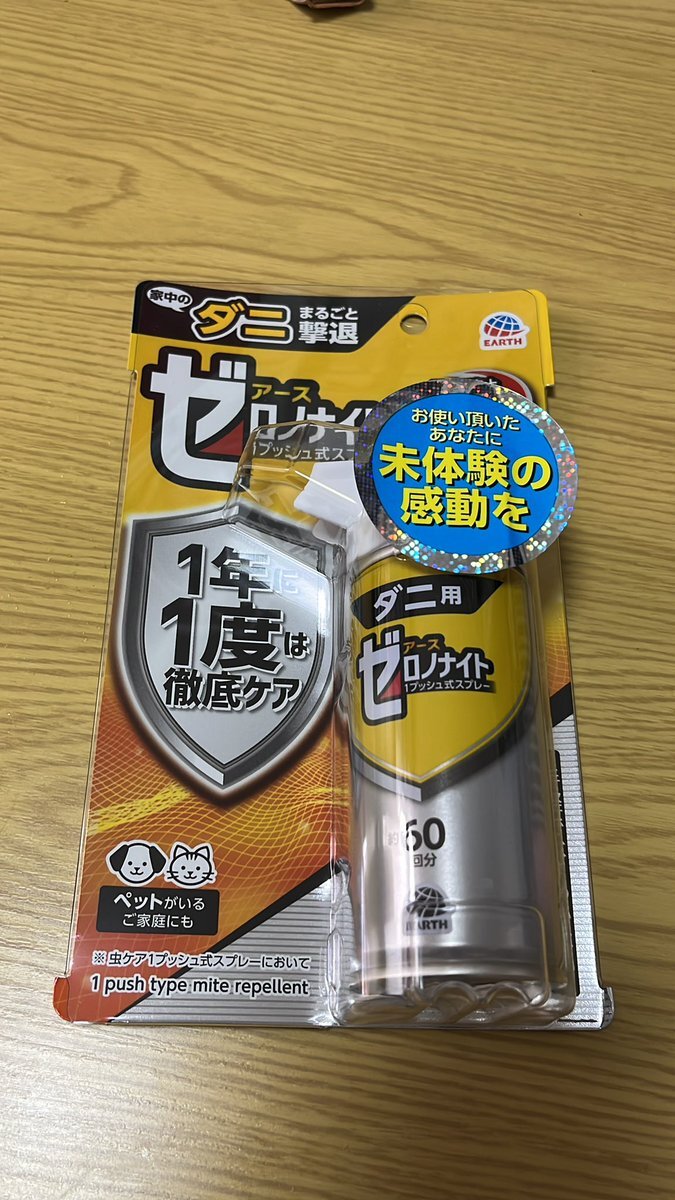 家中の
ダニ まるごと撃退
EARTH
アース
ゼロノナイト
1プッシュ式スプ
お使い頂いた
あなたに
未体験の
感動を
1年に
1度は
徹底ケア
ダニ用
アース
ゼロノナイト
1プッシュ式スプレー
約60
回分
EARTH
ペットがいる
ご家庭にも
※虫ケア1プッシュ式スプレーにおいて
1 push type mite repellent